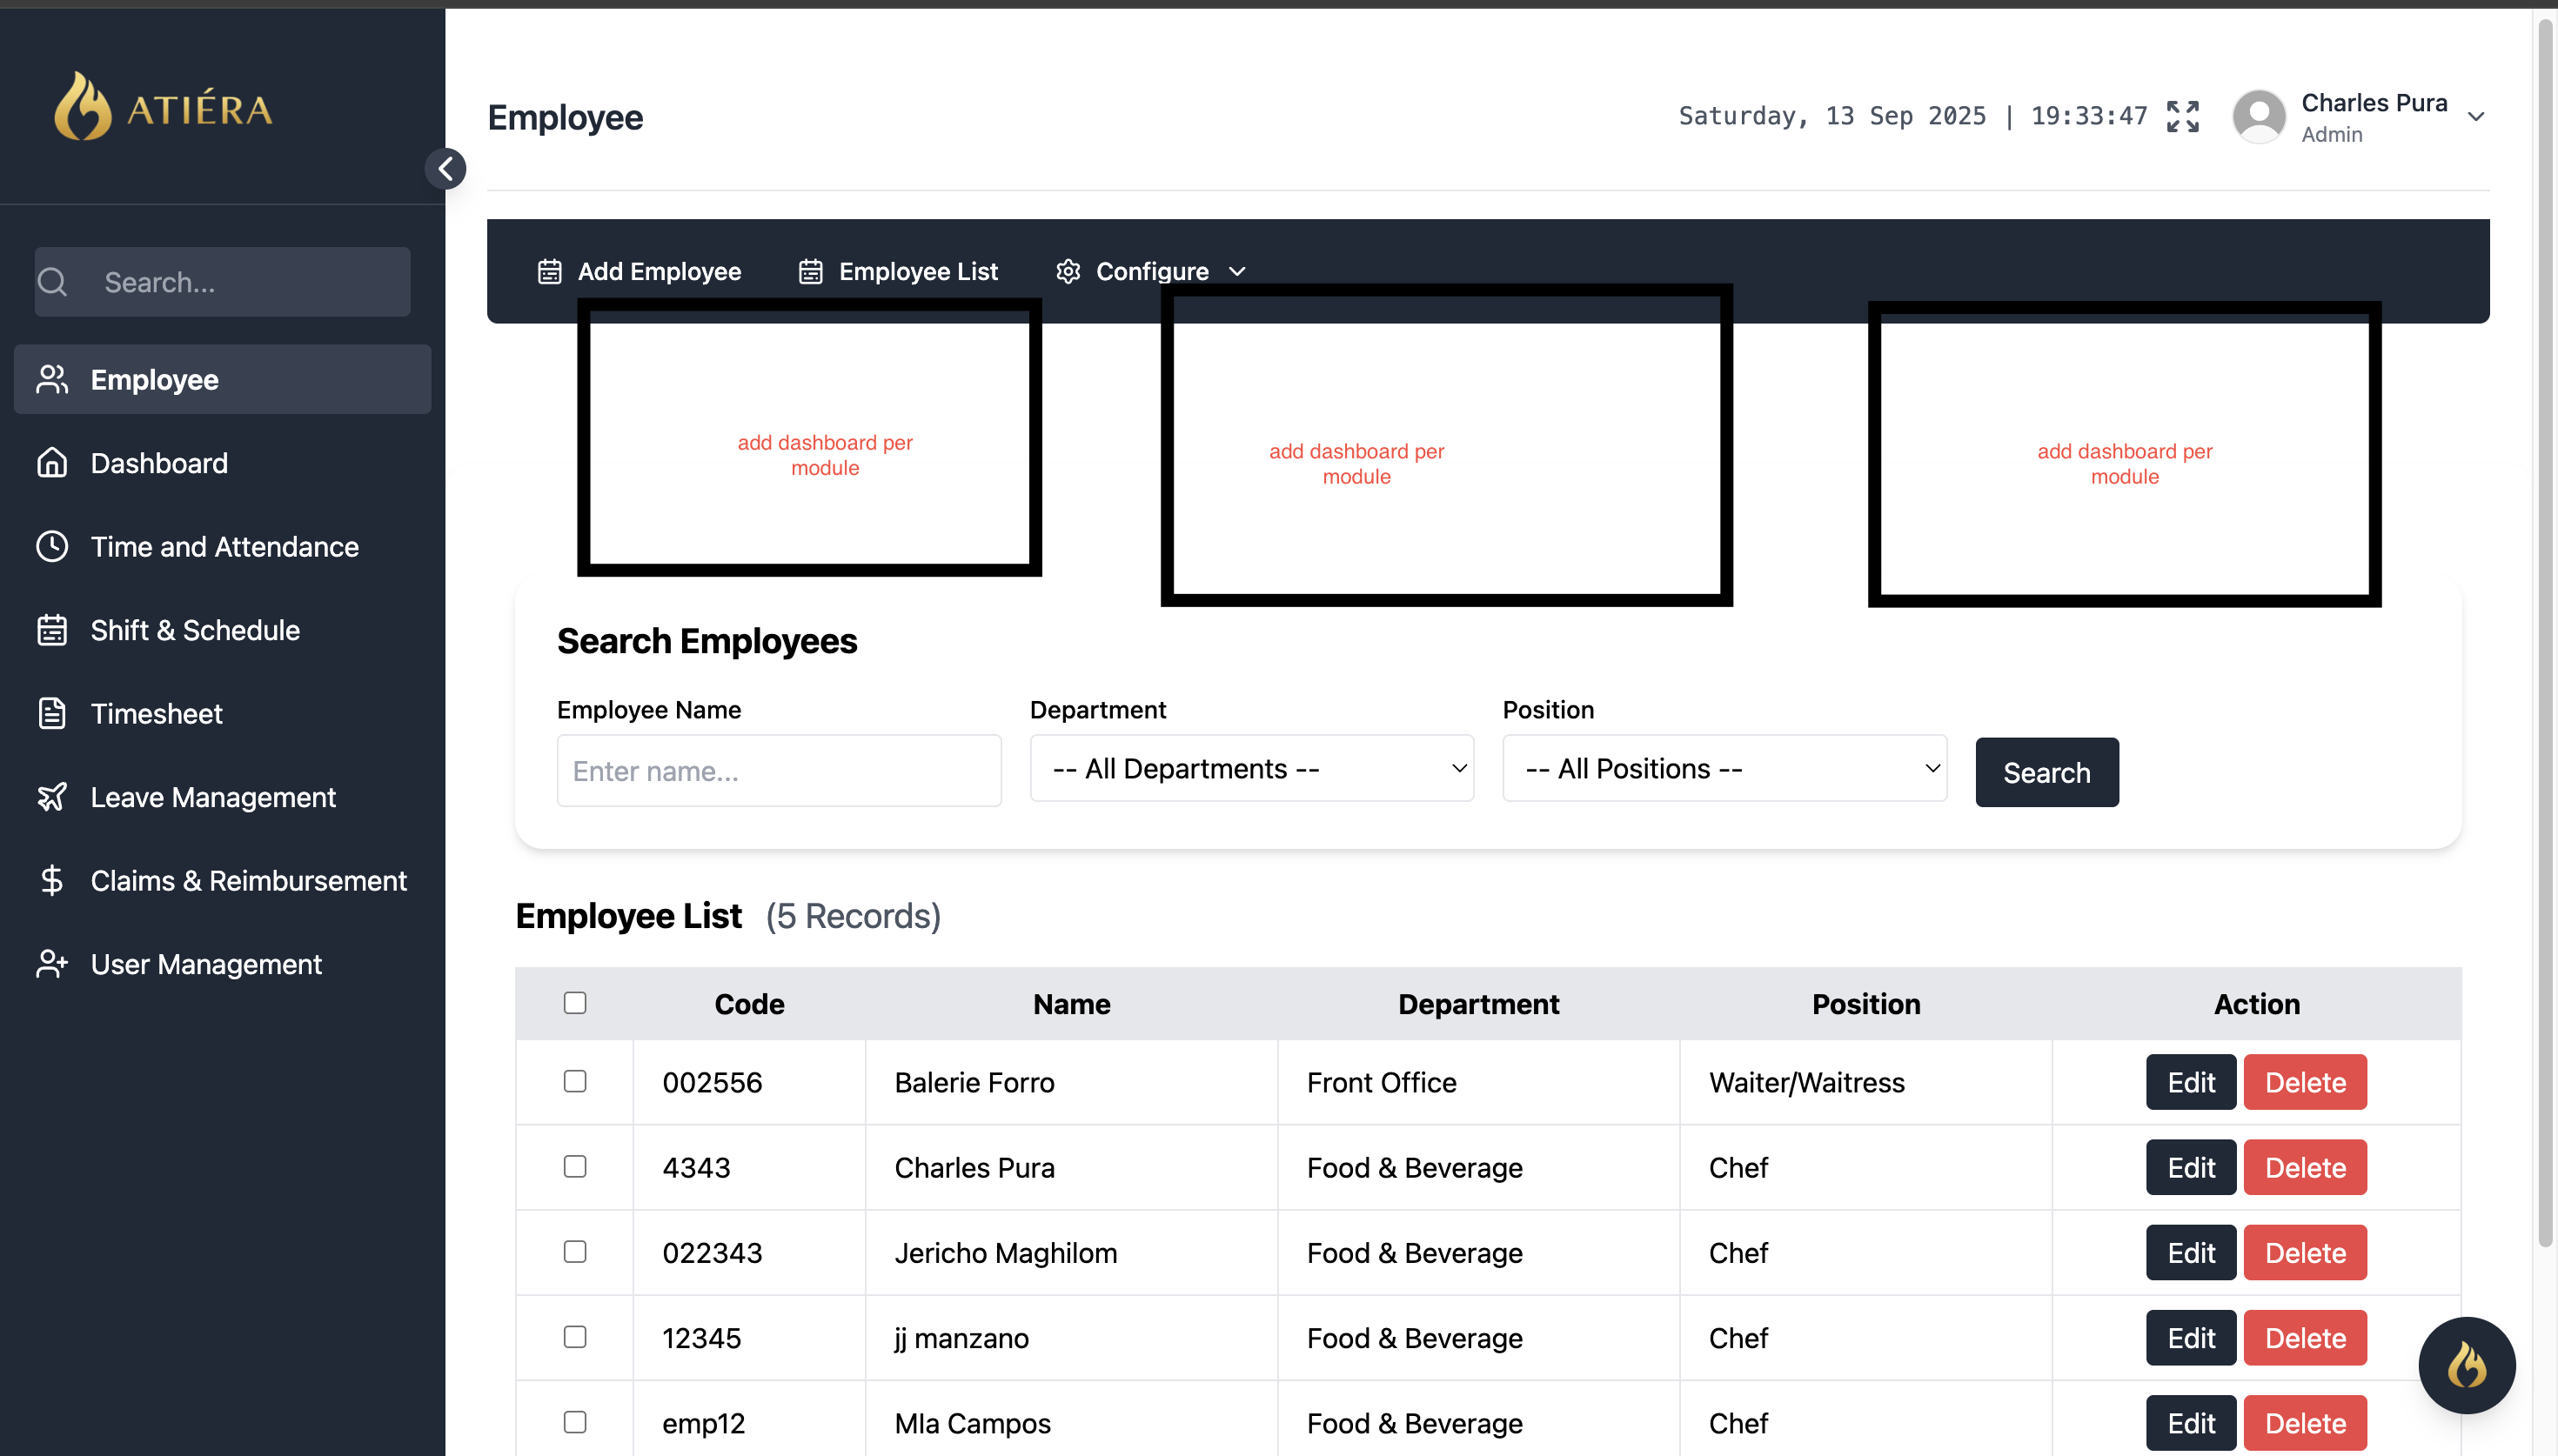 ATIÉRA
Search...
Employee
Dashboard
Time and Attendance
Shift & Schedule
Timesheet
Leave Management
Claims & Reimbursement
User Management
Employee
Saturday, 13 Sep 2025 | 19:33:47
Charles Pura
Admin
Add Employee Employee List Configure
add dashboard per
module
add dashboard per
module
add dashboard per
module
Search Employees
Employee Name Department Position
Enter name... -- All Departments -- -- All Positions -- Search
Employee List (5 Records)
Code Name Department Position Action
002556 Balerie Forro Front Office Waiter/Waitress Edit Delete
4343 Charles Pura Food & Beverage Chef Edit Delete
022343 Jericho Maghilom Food & Beverage Chef Edit Delete
12345 jj manzano Food & Beverage Chef Edit Delete
emp12 Mla Campos Food & Beverage Chef Edit Delete